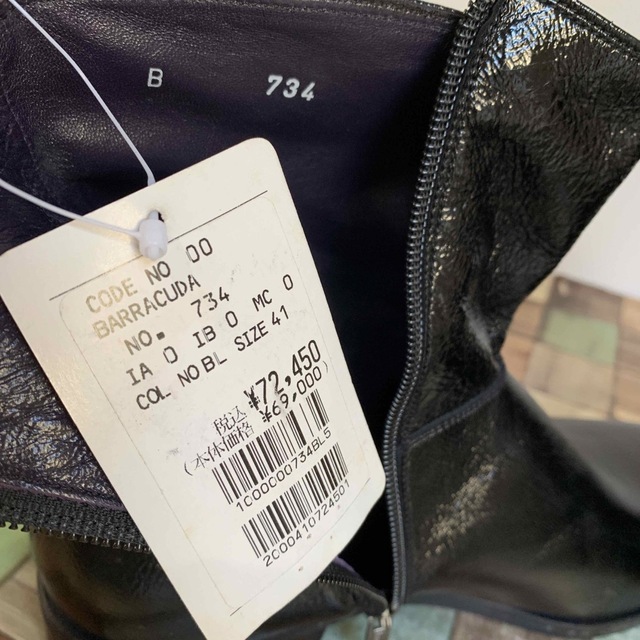 B 734
CODE NO 00
BARRACUDA
NO. 734
IA 0 IB 0 MC 0
COL NO BL SIZE 41
税込 ¥72,450
(本体価格 ¥69,000)
1C00C00734BL5
2000410724501